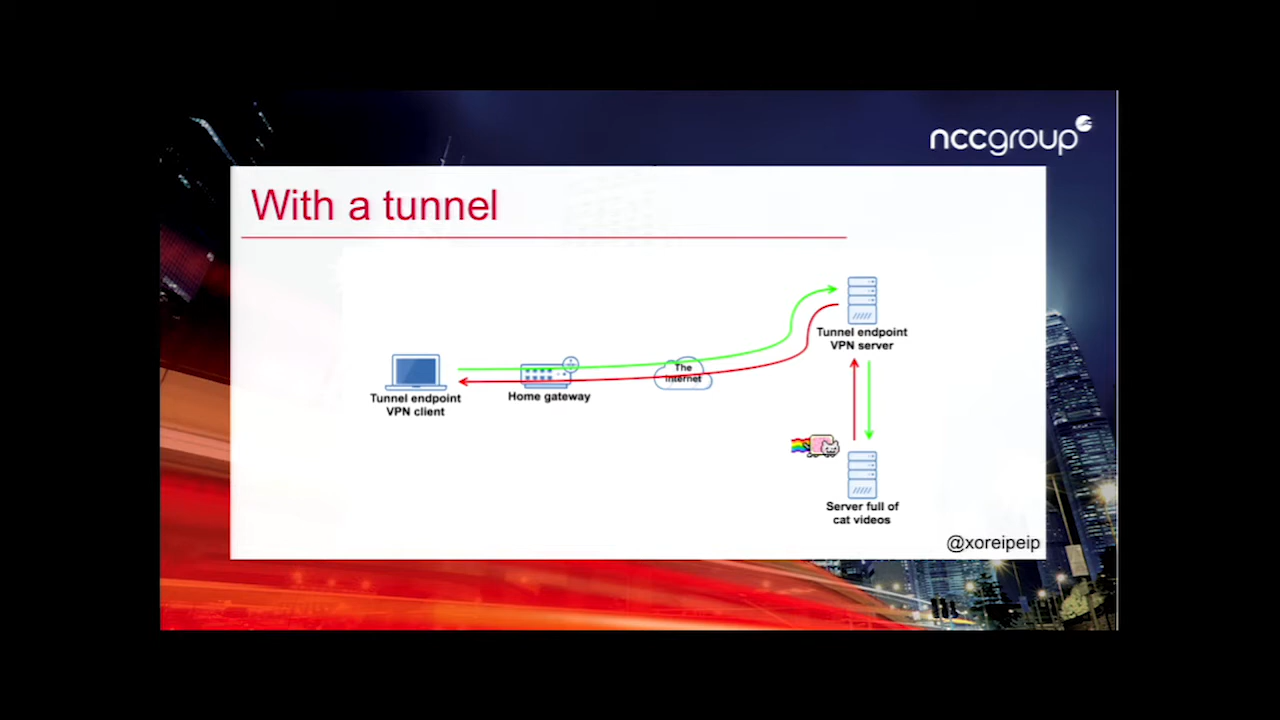 nccgroup
With a tunnel
Tunnel endpoint
VPN server
The
Internet
Tunnel endpoint
VPN client
Home gateway
Server full of
cat videos
@xoreipeip